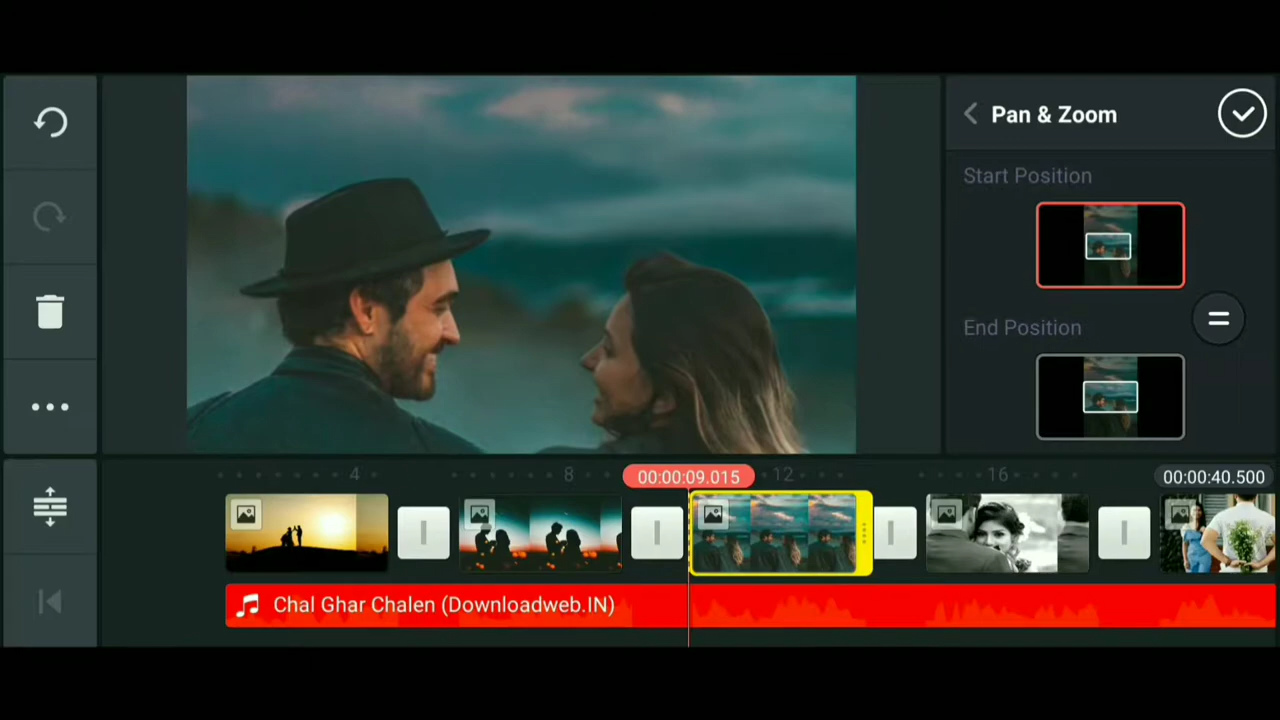 Pan & Zoom
Start Position
End Position
4
8
00:00:09.015
12
16
00:00:40.500
Chal Ghar Chalen (Downloadweb.IN)